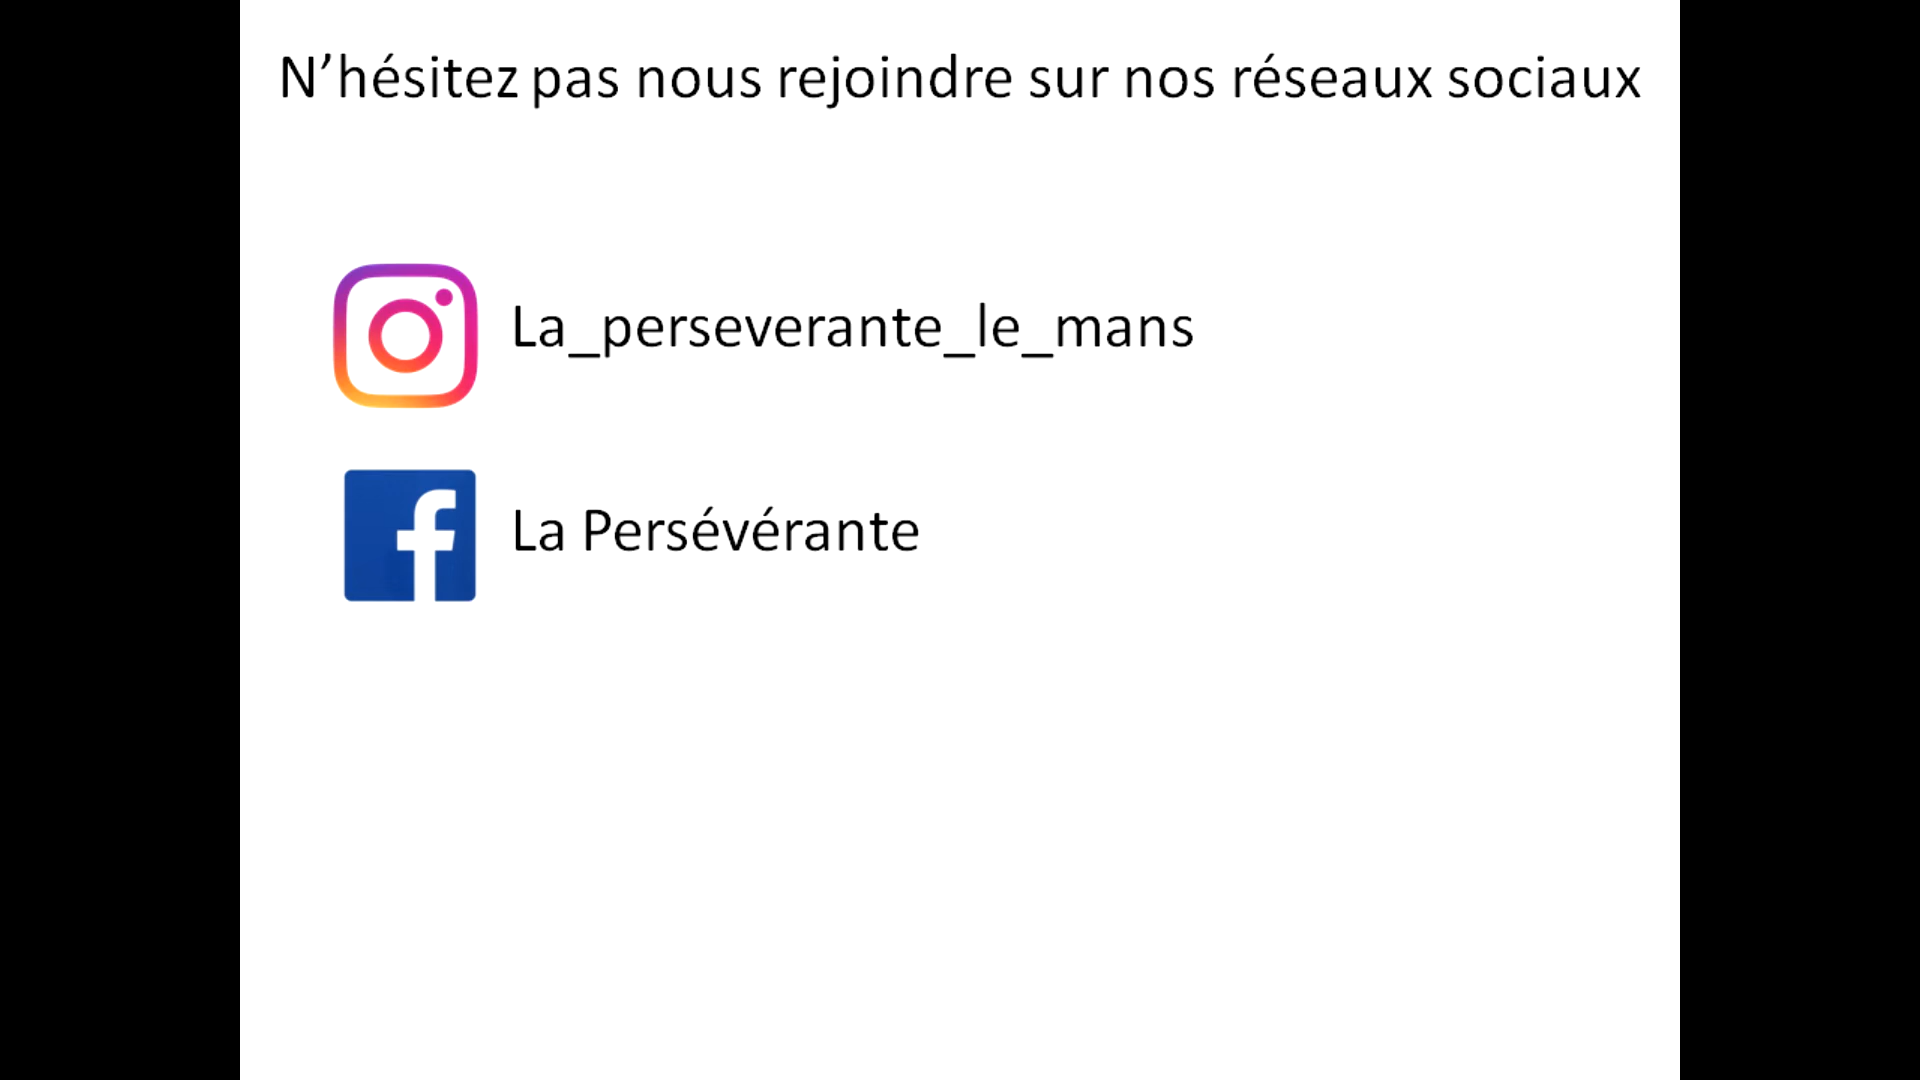 N’hésitez pas nous rejoindre sur nos réseaux sociaux
La_perseverante_le_mans
La Persévérante